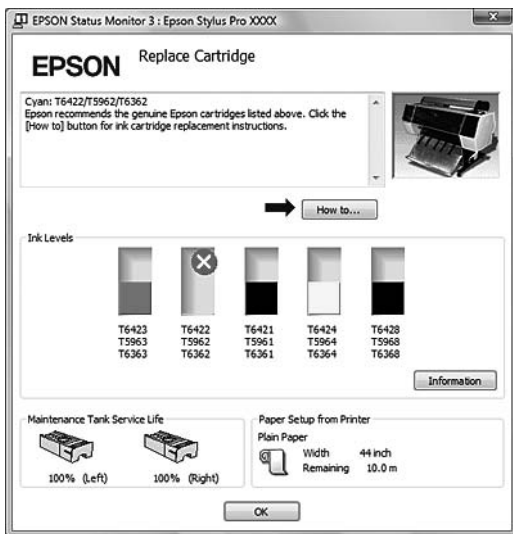 EPSON Status Monitor 3 : Epson Stylus Pro XXXX
EPSON
Replace Cartridge
Cyan: T6422/T5962/T6362
Epson recommends the genuine Epson cartridges listed above. Click the
[How to] button for ink cartridge replacement instructions.
How to...
Ink Levels
T6423 T6422 T6421 T6424 T6428
T5963 T5962 T5961 T5964 T5968
T6363 T6362 T6361 T6364 T6368
Information
Maintenance Tank Service Life
100% (Left) 100% (Right)
Paper Setup from Printer
Plain Paper
Width 44 inch
Remaining 10.0 m
OK